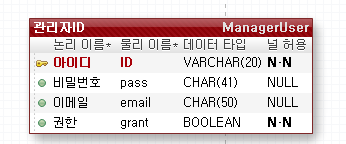 관리자ID ManagerUser
논리 이름* 물리 이름* 데이터 타입 널 허용
아이디 ID VARCHAR(20) N-N
비밀번호 pass CHAR(41) NULL
이메일 email CHAR(50) NULL
권한 grant BOOLEAN N-N